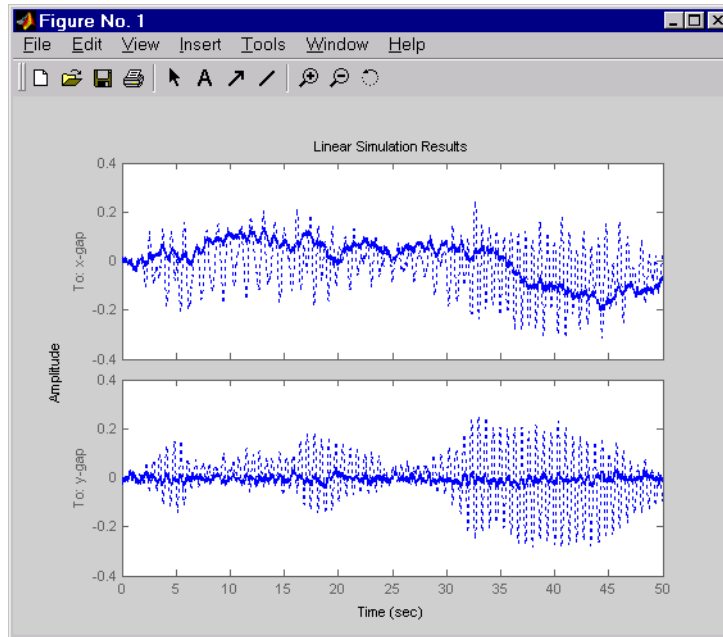 Figure No. 1
File Edit View Insert Tools Window Help
A
Linear Simulation Results
0.4
0.2
0
-0.2
-0.4
To: x-gap
Amplitude
0.4
0.2
0
-0.2
-0.4
To: y-gap
0 5 10 15 20 25 30 35 40 45 50
Time (sec)